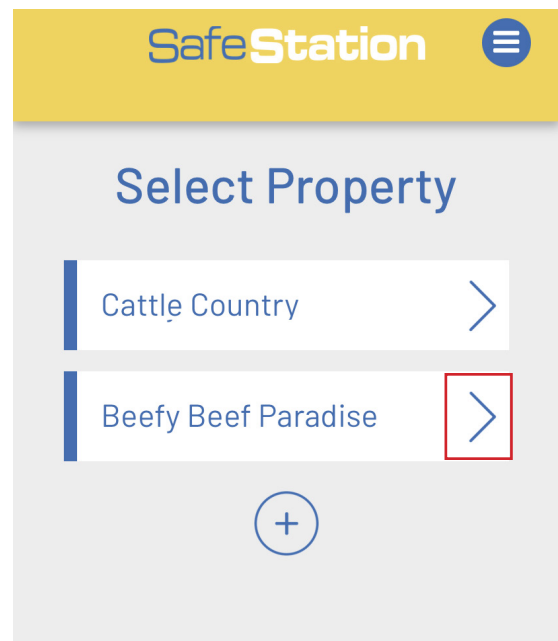 SafeStation
Select Property
Cattle Country
Beefy Beef Paradise
+